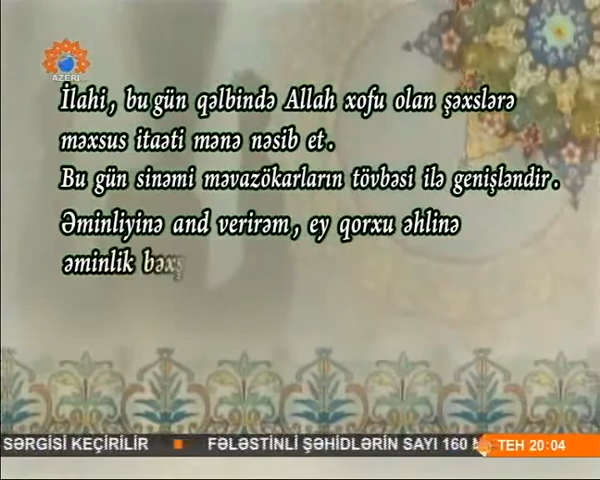 AZERI
İlahi, bu gün qəlbində Allah xofu olan şəxslərə
məxsus itaəti mənə nəsib et.
Bu gün sinəmi məvazökarların tövbəsi ilə genişləndir.
Əminliyinə and verirəm, ey qorxu əhlinə
əminlik bəxş
SƏRGİSİ KEÇİRİLİR FƏLƏSTİNLİ ŞƏHİDLƏRİN SAYI 160 TEH 20:04